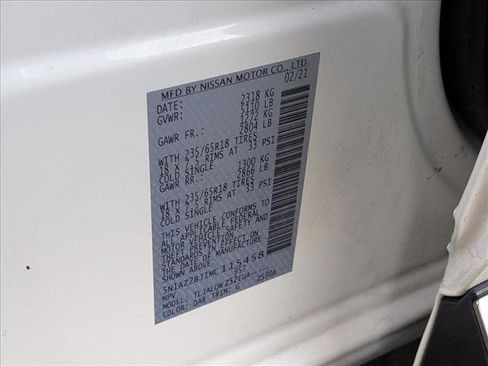 MFD BY NISSAN MOTOR CO., LTD.
DATE: 02/21
GVWR: 2318 KG
5110 LB
GAWR FR.: 1272 KG
2804 LB
WITH 235/65R18 TIRES
18 X 7.5 RIMS AT 33 PSI
COLD SINGLE
GAWR RR.: 1300 KG
2866 LB
WITH 235/65R18 TIRES
18 X 7.5 RIMS AT 33 PSI
COLD SINGLE
THIS VEHICLE CONFORMS TO
ALL APPLICABLE FEDERAL
MOTOR VEHICLE SAFETY AND
THEFT PREVENTION
IN EFFECT ON
THE DATE OF MANUFACTURE
SHOWN ABOVE.
5N1AZ2BJ1MC 115458
MPV 957
COLOR: QAB TRIM: G